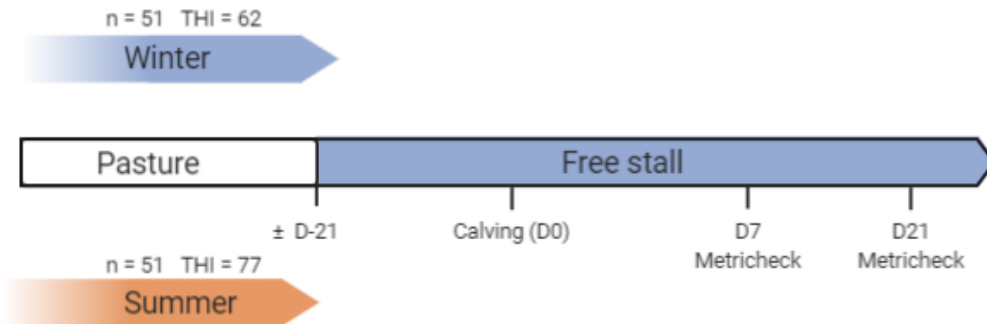 n = 51 THI = 62
Winter
Pasture
Free stall
± D-21
Calving (D0)
D7
Metricheck
D21
Metricheck
n = 51 THI = 77
Summer